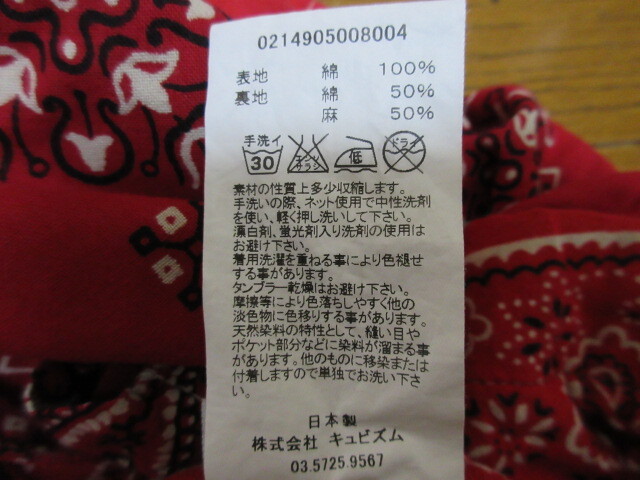 0214905008004
表地 綿 100%
裏地 綿 50%
麻 50%
手洗イ 30 エンソサラシ 低 ドライ
素材の性質上多少収縮します。
手洗いの際、ネット使用で中性洗剤
を使い、軽く押し洗いして下さい。
漂白剤、蛍光剤入り洗剤の使用は
お避け下さい。
着用洗濯を重ねる事により色褪せ
する事があります。
タンブラー乾燥はお避け下さい。
摩擦等により色落ちしやすく他の
淡色物に色移りする事があります。
天然染料の特性として、縫い目や
ポケット部分などに染料が溜まる事
があります。他のものに移染または
付着しますので単独でお洗い下さ
い。
日本製
株式会社 キュビズム
03.5725.9567